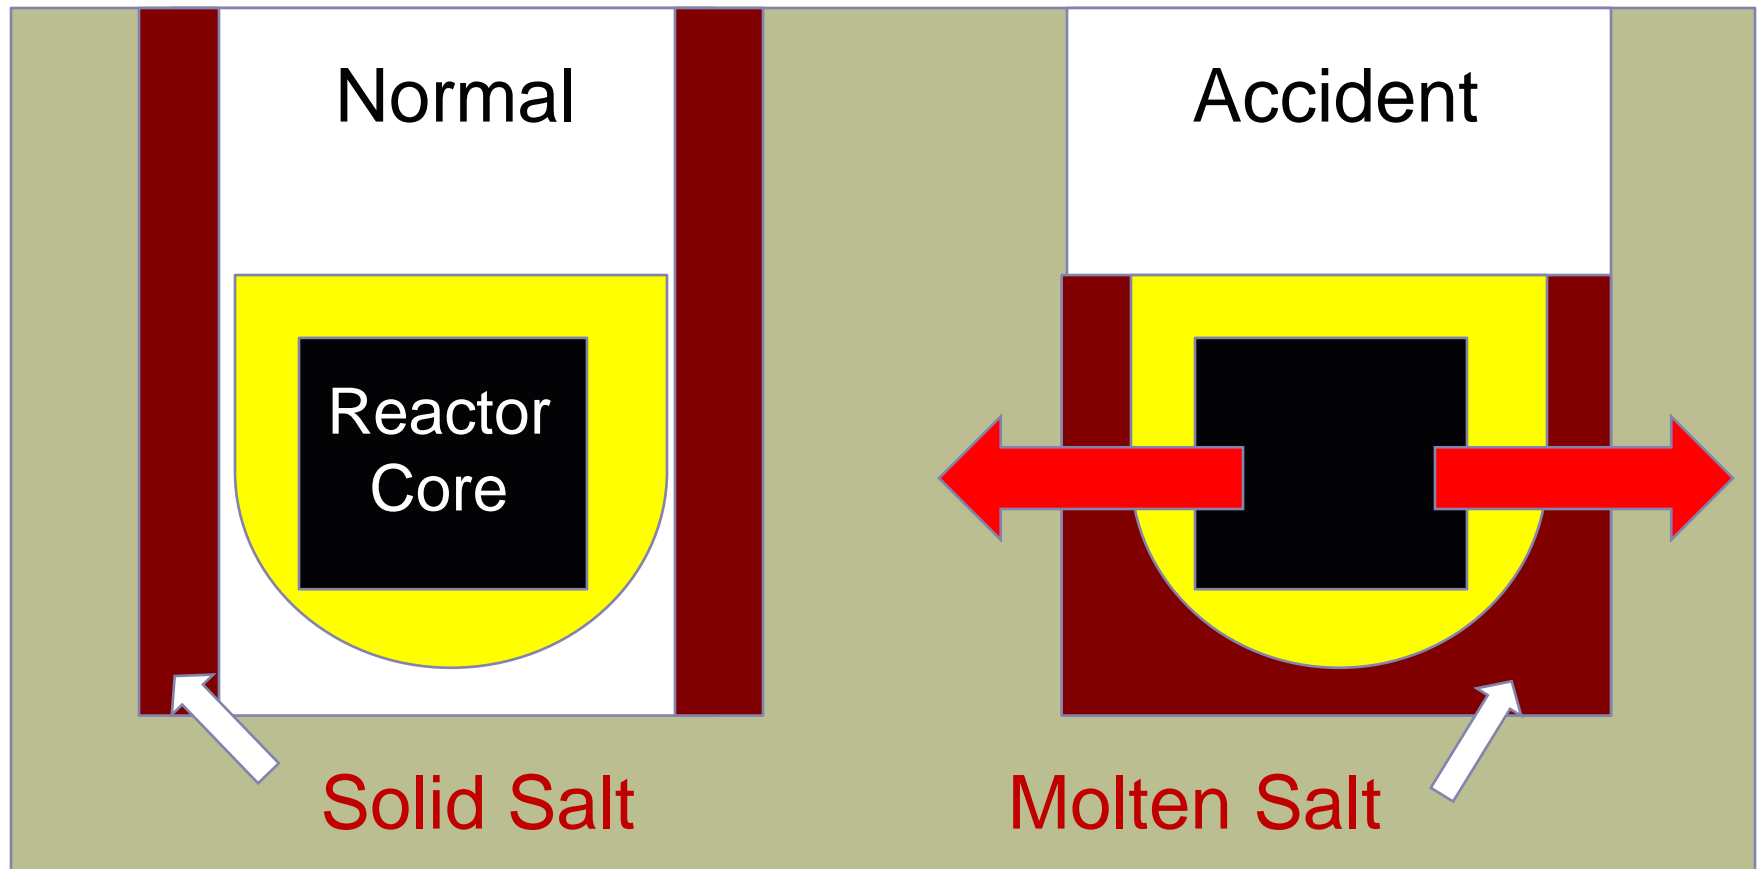 Normal
Accident
Reactor
Core
Solid Salt
Molten Salt